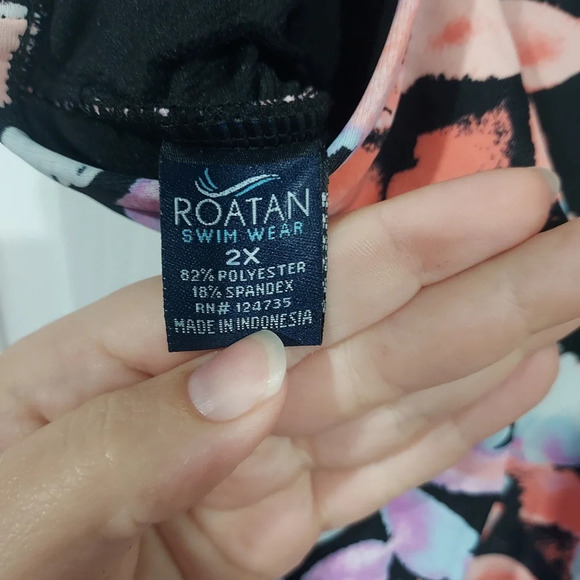 ROATAN
SWIM WEAR
2X
82% POLYESTER
18% SPANDEX
RN# 124735
MADE IN INDONESIA